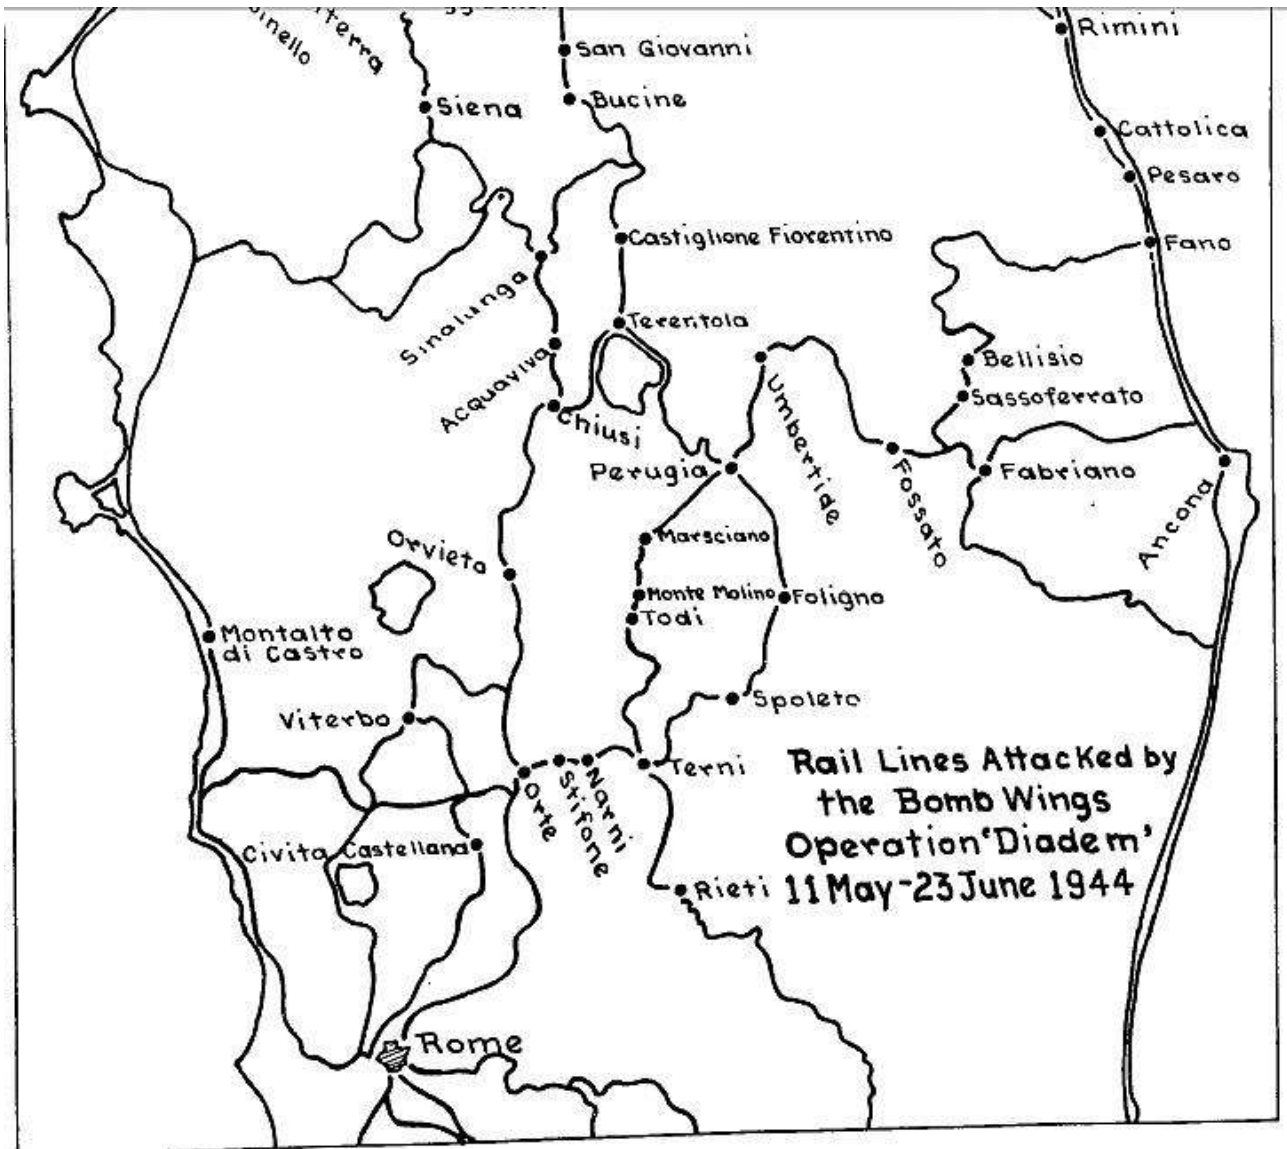 Rimini
San Giovanni
Bucine
Siena
Cattolica
Pesaro
Castiglione Fiorentino
Fano
Sinalunga
Terentola
Acquaviva
Bellisio
Sassoferrato
Chiusi
Umbertide
Perugia
Fossato
Fabriano
Ancona
Orvieto
Marsciano
Monte Molino
Foligno
Todi
Montalto
di Castro
Viterbo
Spoleto
Orte
Stifone
Narni
Terni
Civita Castellana
Rieti
Rail Lines Attacked by
the Bomb Wings
Operation 'Diadem'
11 May-23 June 1944
Rome